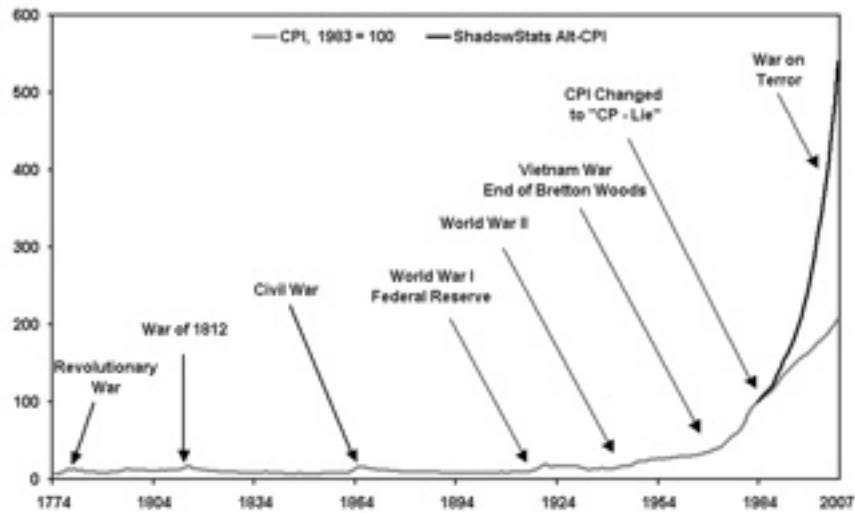 600
CPI, 1983 = 100
ShadowStats Alt-CPI
War on
Terror
500
CPI Changed
to "CP - Lie"
400
Vietnam War
End of Bretton Woods
300
World War II
World War I
Federal Reserve
Civil War
200
War of 1812
Revolutionary
War
100
0
1774
1804
1834
1864
1894
1924
1954
1984
2007